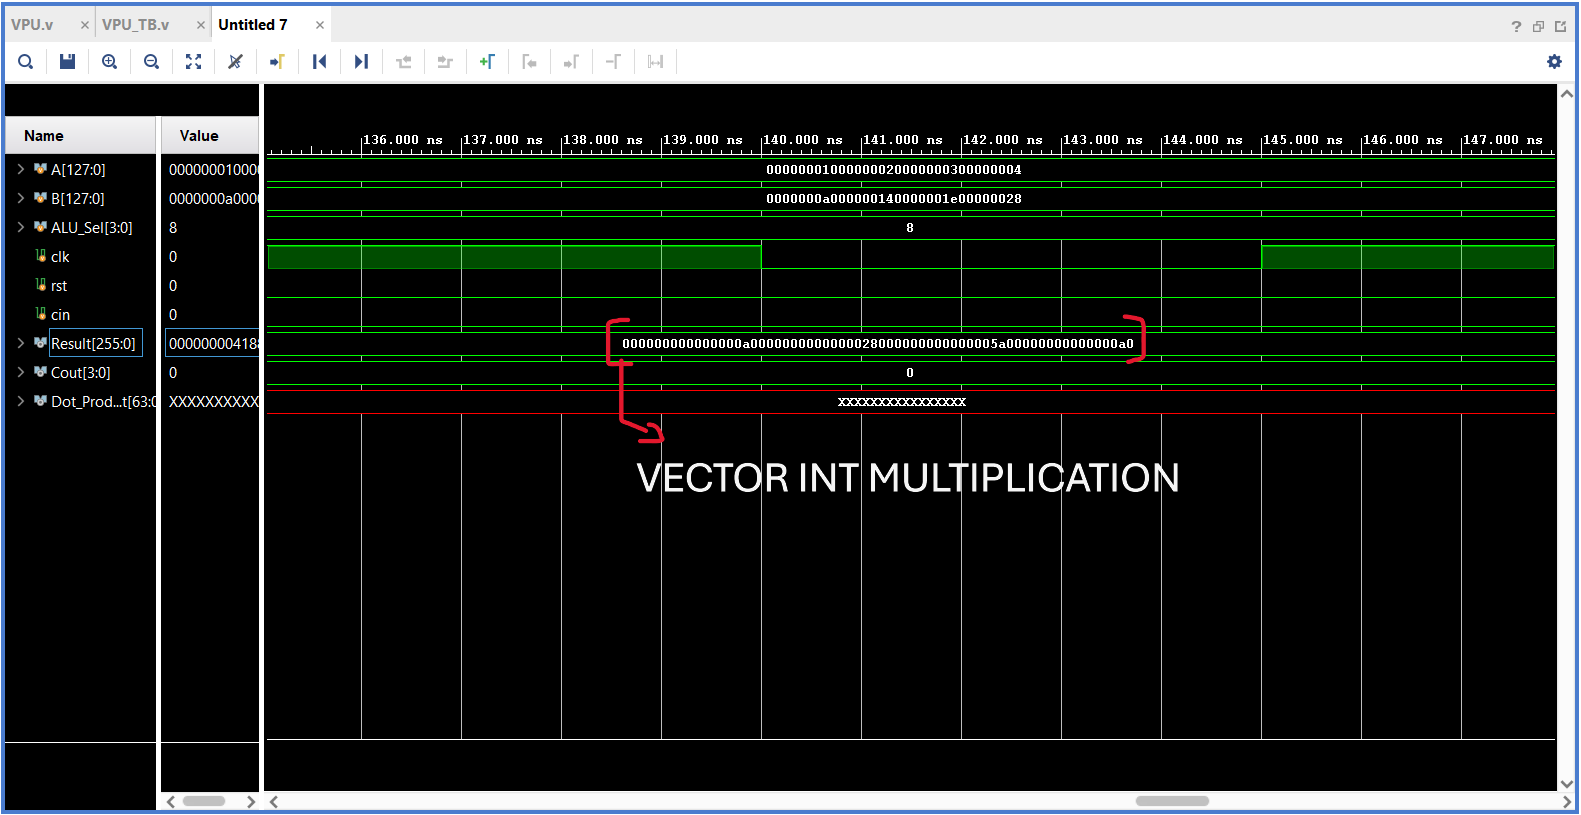 VPU.v × VPU_TB.v × Untitled 7 ×
Name Value
136.000 ns 137.000 ns 138.000 ns 139.000 ns 140.000 ns 141.000 ns 142.000 ns 143.000 ns 144.000 ns 145.000 ns 146.000 ns 147.000 ns
A[127:0] 00000001000 00000001000000020000000300000004
B[127:0] 0000000a000 0000000a000000140000001e00000028
ALU_Sel[3:0] 8 8
clk 0
rst 0
cin 0
Result[255:0] 00000000418 000000000000000a0000000000000028000000000000005a00000000000000a0
Cout[3:0] 0 0
Dot_Prod...t[63:0 XXXXXXXXXX XXXXXXXXXXXXXXXX
VECTOR INT MULTIPLICATION